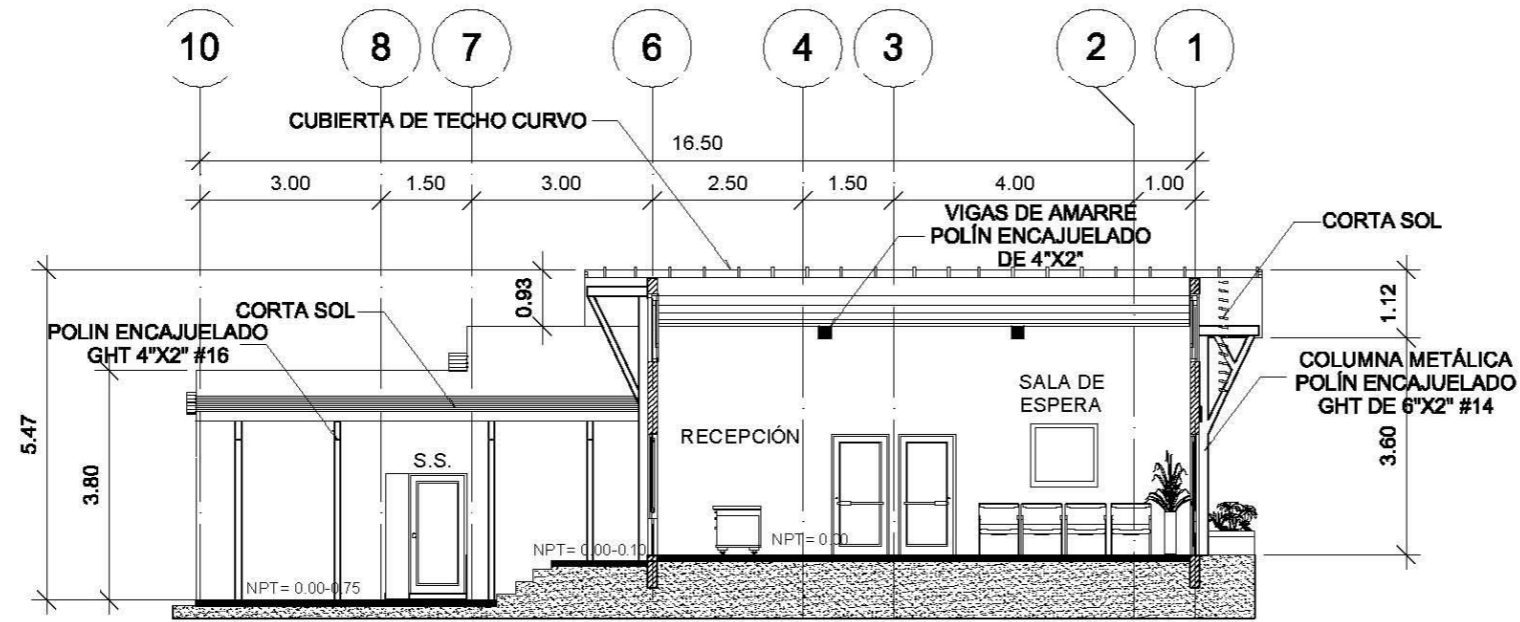 10 8 7 6 4 3 2 1
CUBIERTA DE TECHO CURVO
16.50
3.00 1.50 3.00 2.50 1.50 4.00 1.00
VIGAS DE AMARRE
POLÍN ENCAJUELADO
DE 4"X2"
CORTA SOL
0.93
1.12
CORTA SOL
POLIN ENCAJUELADO
GHT 4"X2" #16
COLUMNA METÁLICA
POLÍN ENCAJUELADO
GHT DE 6"X2" #14
SALA DE
ESPERA
RECEPCIÓN
5.47
3.80
3.60
S.S.
NPT= 0.00-0.10
NPT= 0.00
NPT= 0.00-0.75